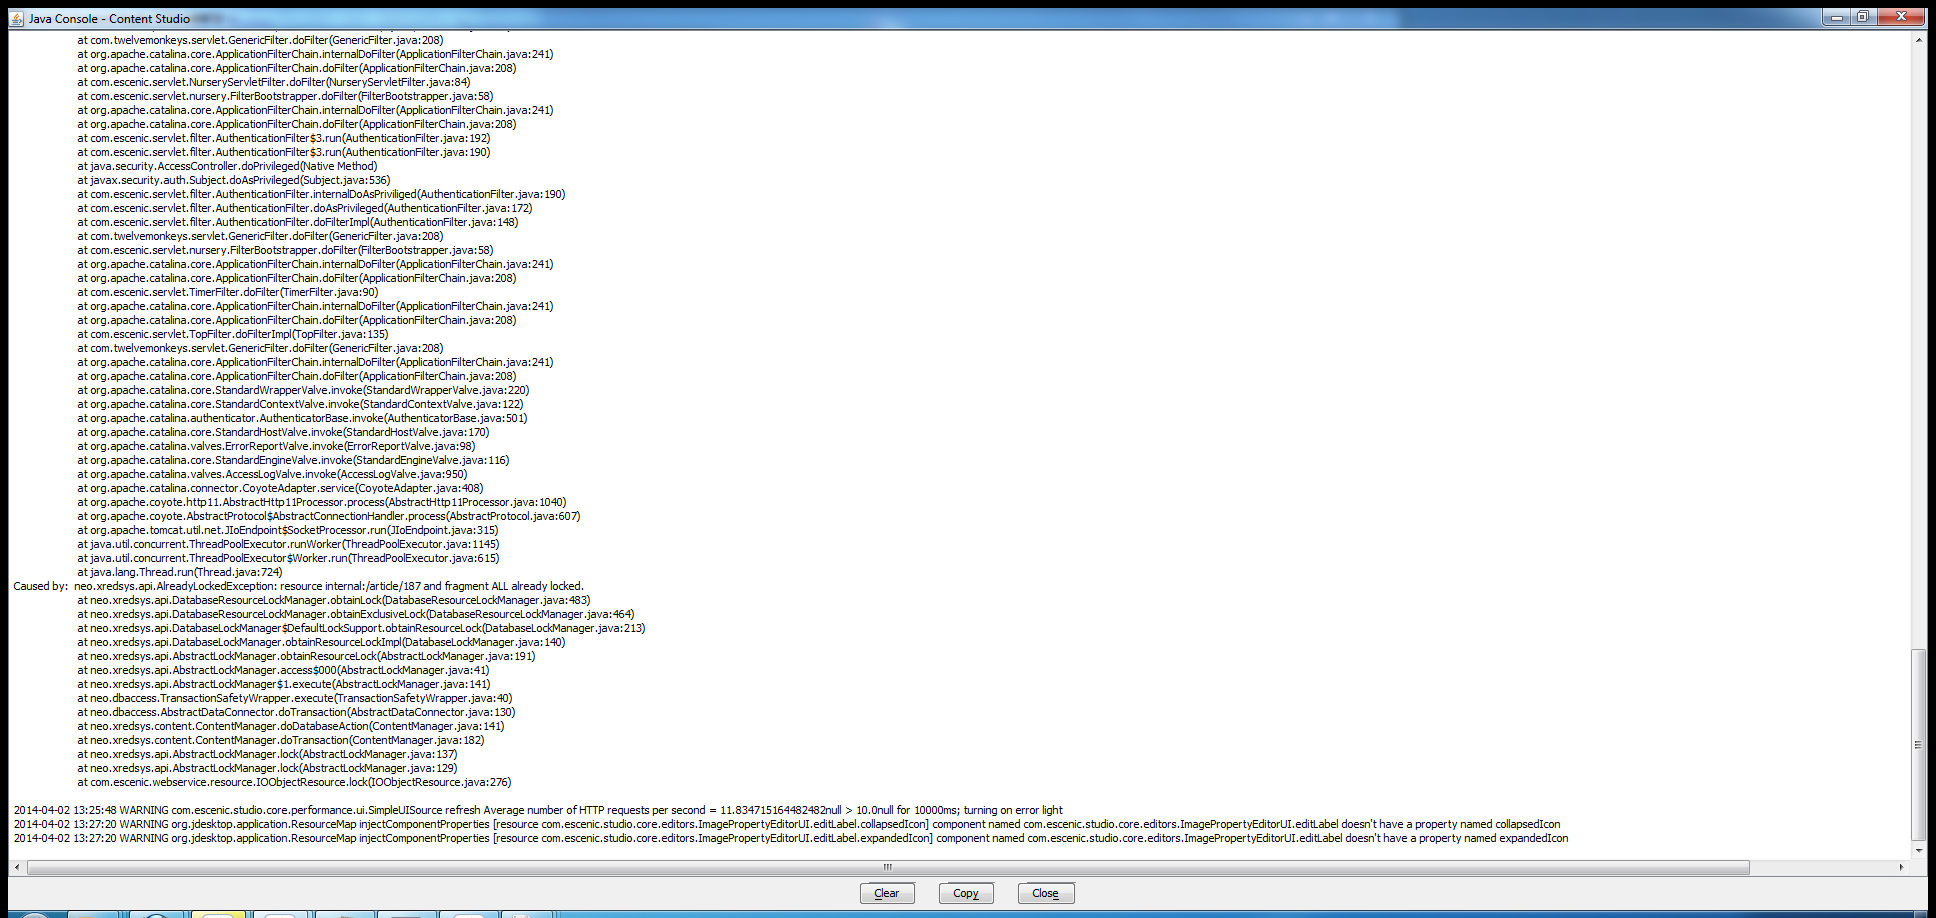 Java Console - Content Studio
at com.twelvemonkeys.servlet.GenericFilter.doFilter(GenericFilter.java:208)
at org.apache.catalina.core.ApplicationFilterChain.internalDoFilter(ApplicationFilterChain.java:241)
at org.apache.catalina.core.ApplicationFilterChain.doFilter(ApplicationFilterChain.java:208)
at com.escenic.servlet.NurseryServletFilter.doFilter(NurseryServletFilter.java:84)
at com.escenic.servlet.nursery.FilterBootstrapper.doFilter(FilterBootstrapper.java:58)
at org.apache.catalina.core.ApplicationFilterChain.internalDoFilter(ApplicationFilterChain.java:241)
at org.apache.catalina.core.ApplicationFilterChain.doFilter(ApplicationFilterChain.java:208)
at com.escenic.servlet.filter.AuthenticationFilter$3.run(AuthenticationFilter.java:192)
at com.escenic.servlet.filter.AuthenticationFilter$3.run(AuthenticationFilter.java:190)
at java.security.AccessController.doPrivileged(Native Method)
at javax.security.auth.Subject.doAsPrivileged(Subject.java:536)
at com.escenic.servlet.filter.AuthenticationFilter.internalDoAsPriviliged(AuthenticationFilter.java:190)
at com.escenic.servlet.filter.AuthenticationFilter.doAsPrivileged(AuthenticationFilter.java:172)
at com.escenic.servlet.filter.AuthenticationFilter.doFilterImpl(AuthenticationFilter.java:148)
at com.twelvemonkeys.servlet.GenericFilter.doFilter(GenericFilter.java:208)
at com.escenic.servlet.nursery.FilterBootstrapper.doFilter(FilterBootstrapper.java:58)
at org.apache.catalina.core.ApplicationFilterChain.internalDoFilter(ApplicationFilterChain.java:241)
at org.apache.catalina.core.ApplicationFilterChain.doFilter(ApplicationFilterChain.java:208)
at com.escenic.servlet.TimerFilter.doFilter(TimerFilter.java:90)
at org.apache.catalina.core.ApplicationFilterChain.internalDoFilter(ApplicationFilterChain.java:241)
at org.apache.catalina.core.ApplicationFilterChain.doFilter(ApplicationFilterChain.java:208)
at com.escenic.servlet.TopFilter.doFilterImpl(TopFilter.java:135)
at com.twelvemonkeys.servlet.GenericFilter.doFilter(GenericFilter.java:208)
at org.apache.catalina.core.ApplicationFilterChain.internalDoFilter(ApplicationFilterChain.java:241)
at org.apache.catalina.core.ApplicationFilterChain.doFilter(ApplicationFilterChain.java:208)
at org.apache.catalina.core.StandardWrapperValve.invoke(StandardWrapperValve.java:220)
at org.apache.catalina.core.StandardContextValve.invoke(StandardContextValve.java:122)
at org.apache.catalina.authenticator.AuthenticatorBase.invoke(AuthenticatorBase.java:501)
at org.apache.catalina.core.StandardHostValve.invoke(StandardHostValve.java:170)
at org.apache.catalina.valves.ErrorReportValve.invoke(ErrorReportValve.java:98)
at org.apache.catalina.core.StandardEngineValve.invoke(StandardEngineValve.java:116)
at org.apache.catalina.valves.AccessLogValve.invoke(AccessLogValve.java:950)
at org.apache.catalina.connector.CoyoteAdapter.service(CoyoteAdapter.java:408)
at org.apache.coyote.http11.AbstractHttp11Processor.process(AbstractHttp11Processor.java:1040)
at org.apache.coyote.AbstractProtocol$AbstractConnectionHandler.process(AbstractProtocol.java:607)
at org.apache.tomcat.util.net.JIoEndpoint$SocketProcessor.run(JIoEndpoint.java:315)
at java.util.concurrent.ThreadPoolExecutor.runWorker(ThreadPoolExecutor.java:1145)
at java.util.concurrent.ThreadPoolExecutor$Worker.run(ThreadPoolExecutor.java:615)
at java.lang.Thread.run(Thread.java:724)
Caused by: neo.xredsys.api.AlreadyLockedException: resource internal:/article/187 and fragment ALL already locked.
at neo.xredsys.api.DatabaseResourceLockManager.obtainLock(DatabaseResourceLockManager.java:483)
at neo.xredsys.api.DatabaseResourceLockManager.obtainExclusiveLock(DatabaseResourceLockManager.java:464)
at neo.xredsys.api.DatabaseLockManager$DefaultLockSupport.obtainResourceLock(DatabaseLockManager.java:213)
at neo.xredsys.api.DatabaseLockManager.obtainResourceLockImpl(DatabaseLockManager.java:140)
at neo.xredsys.api.AbstractLockManager.obtainResourceLock(AbstractLockManager.java:191)
at neo.xredsys.api.AbstractLockManager.access$000(AbstractLockManager.java:41)
at neo.xredsys.api.AbstractLockManager$1.execute(AbstractLockManager.java:141)
at neo.dbaccess.TransactionSafetyWrapper.execute(TransactionSafetyWrapper.java:40)
at neo.dbaccess.AbstractDataConnector.doTransaction(AbstractDataConnector.java:130)
at neo.xredsys.content.ContentManager.doDatabaseAction(ContentManager.java:141)
at neo.xredsys.content.ContentManager.doTransaction(ContentManager.java:182)
at neo.xredsys.api.AbstractLockManager.lock(AbstractLockManager.java:137)
at neo.xredsys.api.AbstractLockManager.lock(AbstractLockManager.java:129)
at com.escenic.webservice.resource.IOObjectResource.lock(IOObjectResource.java:276)
2014-04-02 13:25:48 WARNING com.escenic.studio.core.performance.ui.SimpleUISource refresh Average number of HTTP requests per second = 11.834715164482482null > 10.0null for 10000ms; turning on error light
2014-04-02 13:27:20 WARNING org.jdesktop.application.ResourceMap injectComponentProperties [resource com.escenic.studio.core.editors.ImagePropertyEditorUI.editLabel.collapsedIcon] component named com.escenic.studio.core.editors.ImagePropertyEditorUI.editLabel doesn't have a property named collapsedIcon
2014-04-02 13:27:20 WARNING org.jdesktop.application.ResourceMap injectComponentProperties [resource com.escenic.studio.core.editors.ImagePropertyEditorUI.editLabel.expandedIcon] component named com.escenic.studio.core.editors.ImagePropertyEditorUI.editLabel doesn't have a property named expandedIcon
Clear Copy Close